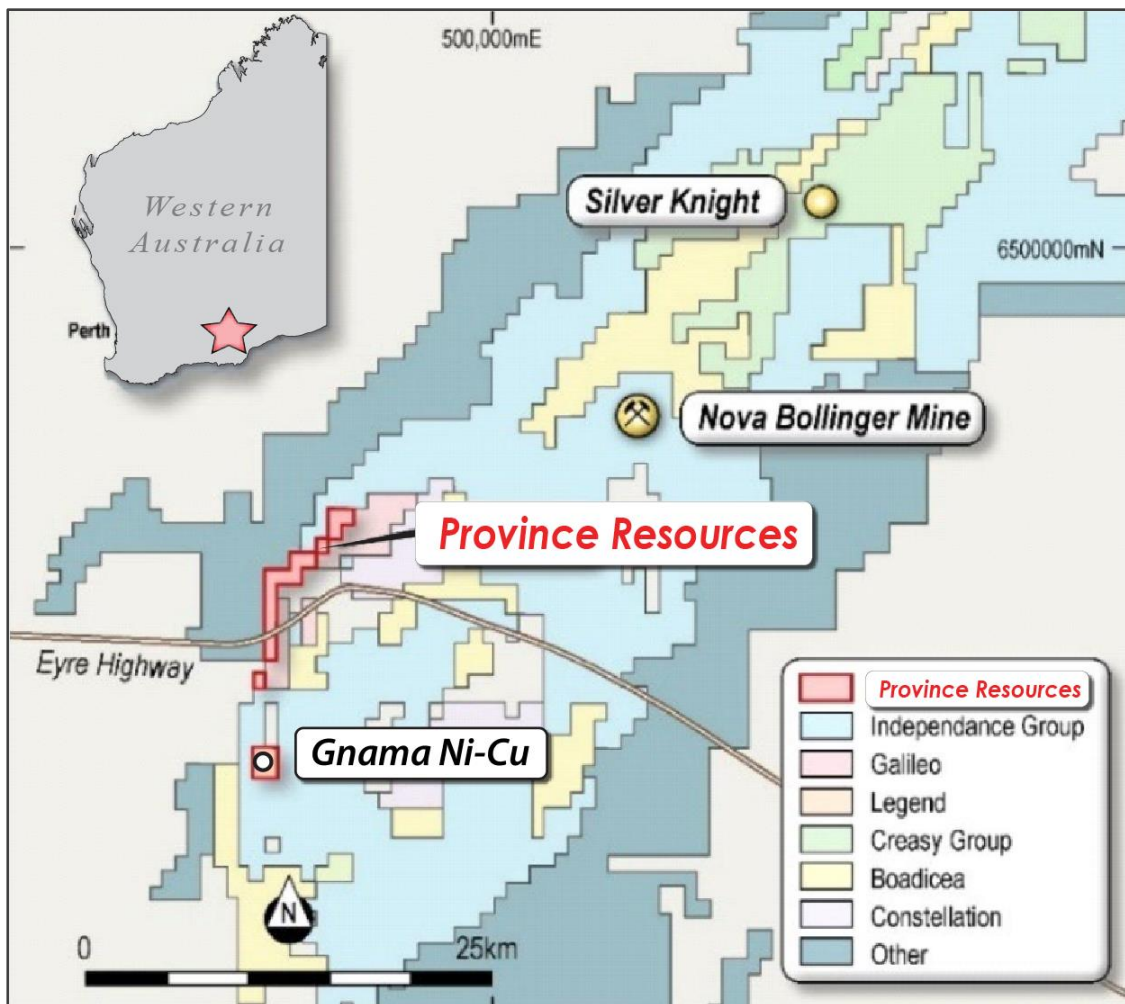 500,000mE
Western
Australia
Silver Knight
6500000mN
Perth
Nova Bollinger Mine
Province Resources
Eyre Highway
Gnama Ni-Cu
Province Resources
Independance Group
Galileo
Legend
Creasy Group
Boadicea
Constellation
Other
N
0
25km